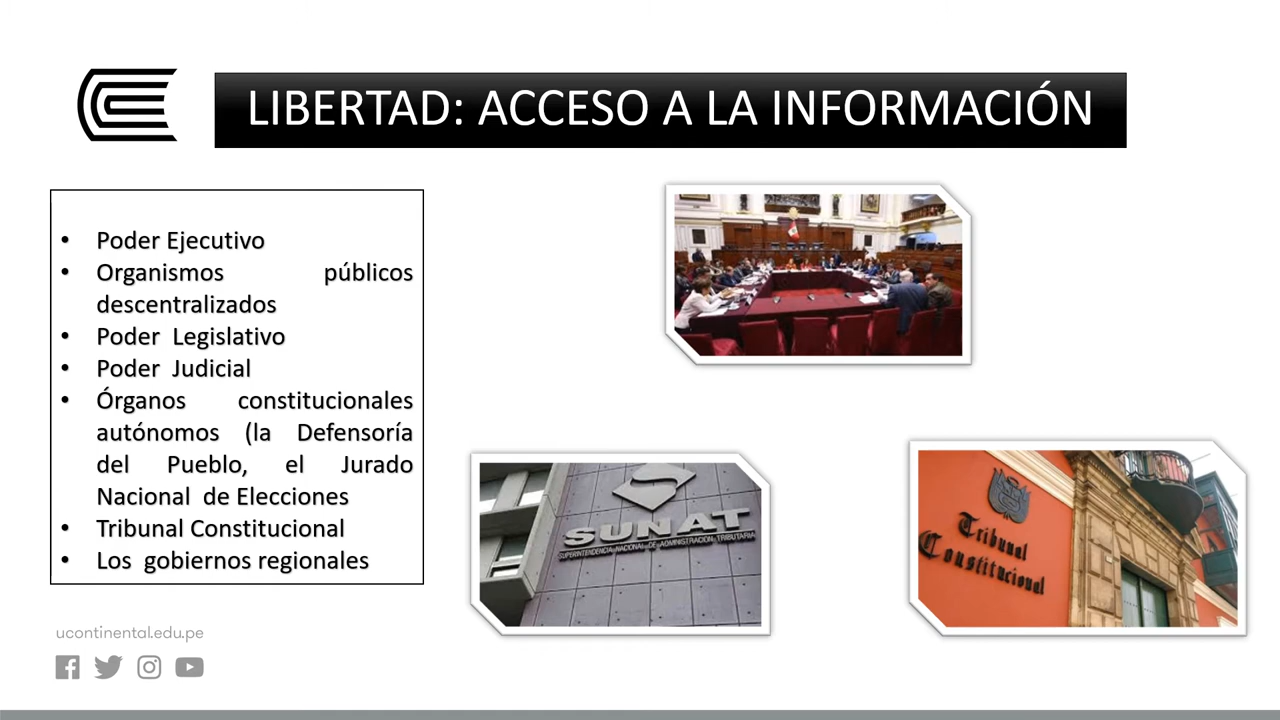 LIBERTAD: ACCESO A LA INFORMACIÓN
• Poder Ejecutivo
• Organismos públicos
descentralizados
• Poder Legislativo
• Poder Judicial
• Órganos constitucionales
autónomos (la Defensoría
del Pueblo, el Jurado
Nacional de Elecciones
• Tribunal Constitucional
• Los gobiernos regionales
SUNAT
SUPERINTENDENCIA NACIONAL DE ADMINISTRACIÓN TRIBUTARIA
Tribunal
Constitucional
ucontinental.edu.pe